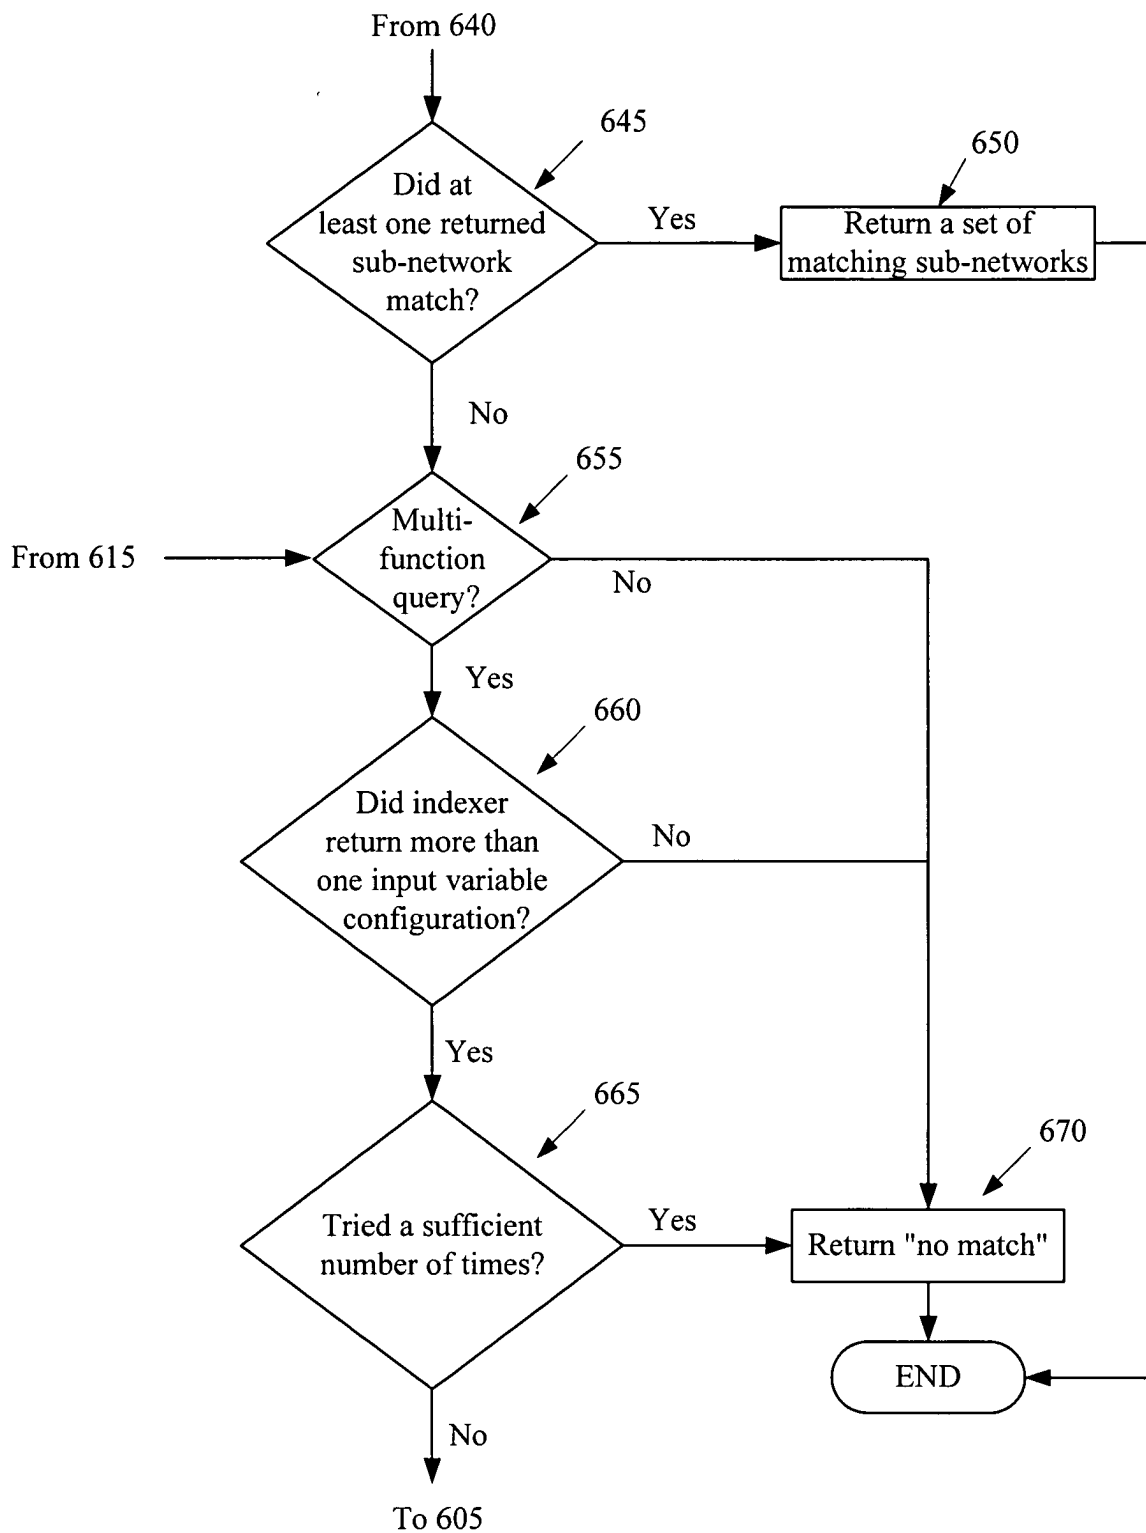 From 640
645
Did at
least one returned
sub-network
match?
Yes
650
Return a set of
matching sub-networks
No
655
From 615
Multi-
function
query?
No
Yes
660
Did indexer
return more than
one input variable
configuration?
No
Yes
665
Tried a sufficient
number of times?
Yes
670
Return "no match"
END
No
To 605